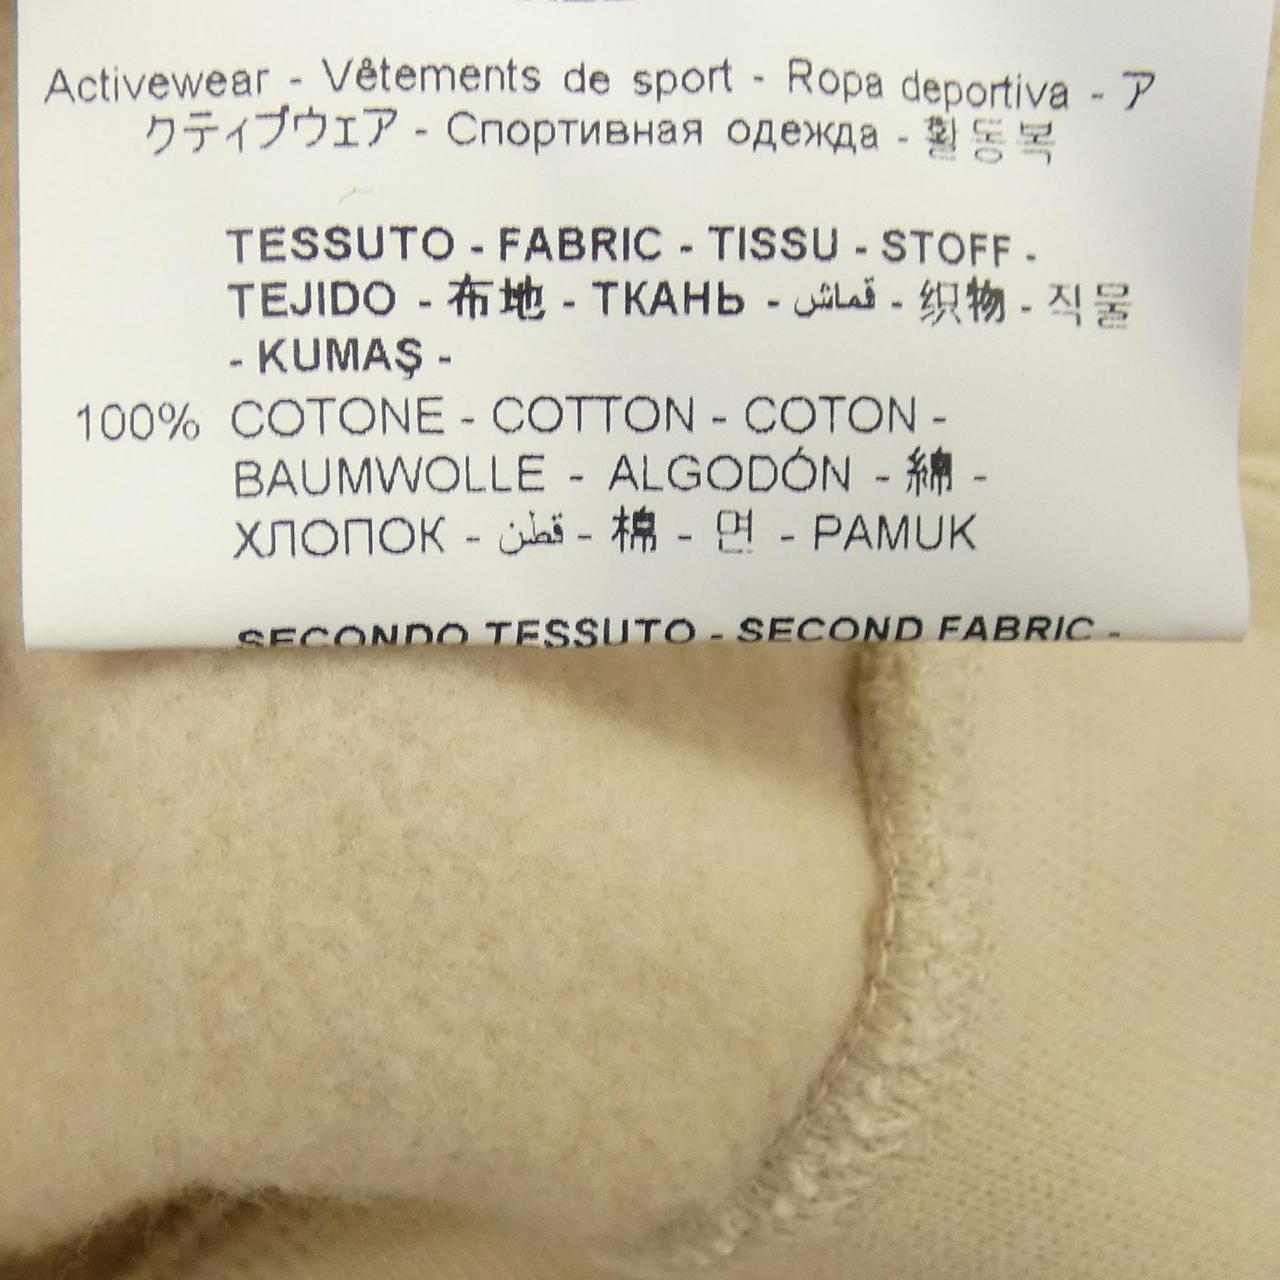 Activewear - Vêtements de sport - Ropa deportiva - ア
クティブウェア - Спортивная одежда - 활동복
TESSUTO - FABRIC - TISSU - STOFF -
TEJIDO - 布地 - ТКАНЬ - قماش - 织物 - 직물
- KUMAŞ -
100% COTONE - COTTON - COTON -
BAUMWOLLE - ALGODÓN - 綿 -
ХЛОПОК - قطن - 棉 - 면 - PAMUK
SECONDO TESSUTO - SECOND FABRIC -